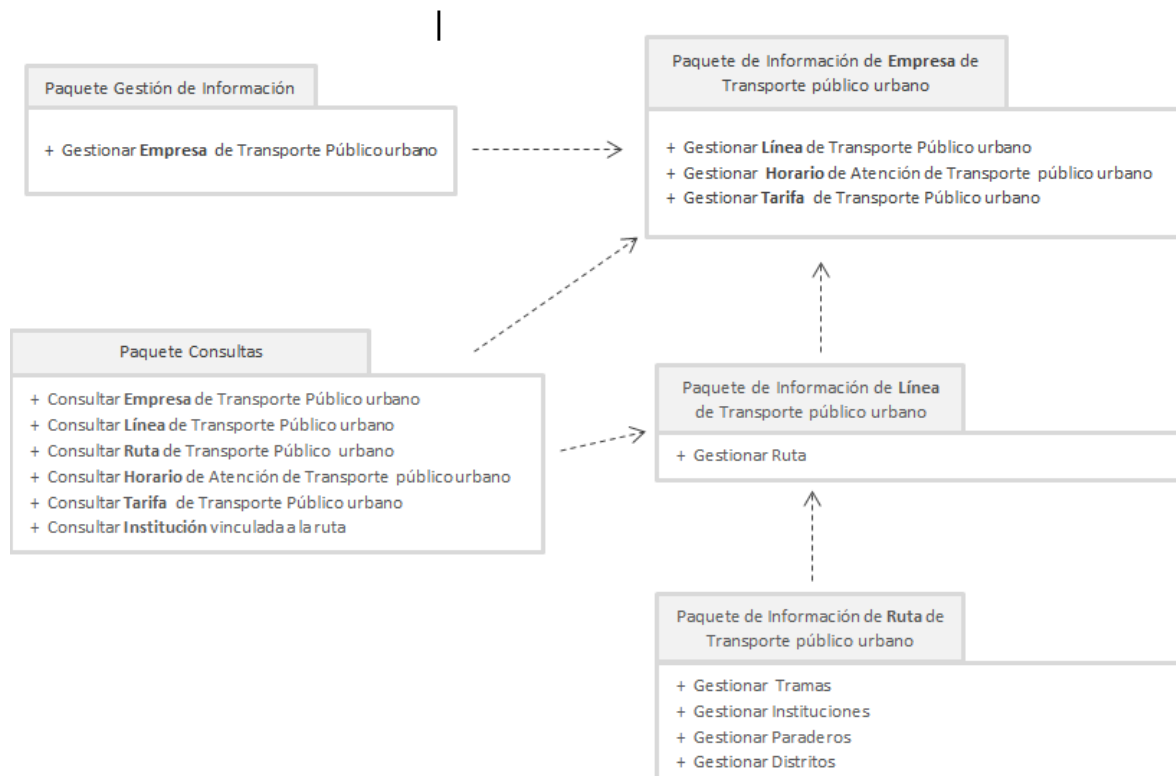 Paquete Gestión de Información
+ Gestionar Empresa de Transporte Público urbano
Paquete de Información de Empresa de
Transporte público urbano
+ Gestionar Línea de Transporte Público urbano
+ Gestionar Horario de Atención de Transporte público urbano
+ Gestionar Tarifa de Transporte Público urbano
Paquete Consultas
+ Consultar Empresa de Transporte Público urbano
+ Consultar Línea de Transporte Público urbano
+ Consultar Ruta de Transporte Público urbano
+ Consultar Horario de Atención de Transporte público urbano
+ Consultar Tarifa de Transporte Público urbano
+ Consultar Institución vinculada a la ruta
Paquete de Información de Línea
de Transporte público urbano
+ Gestionar Ruta
Paquete de Información de Ruta de
Transporte público urbano
+ Gestionar Tramas
+ Gestionar Instituciones
+ Gestionar Paraderos
+ Gestionar Distritos